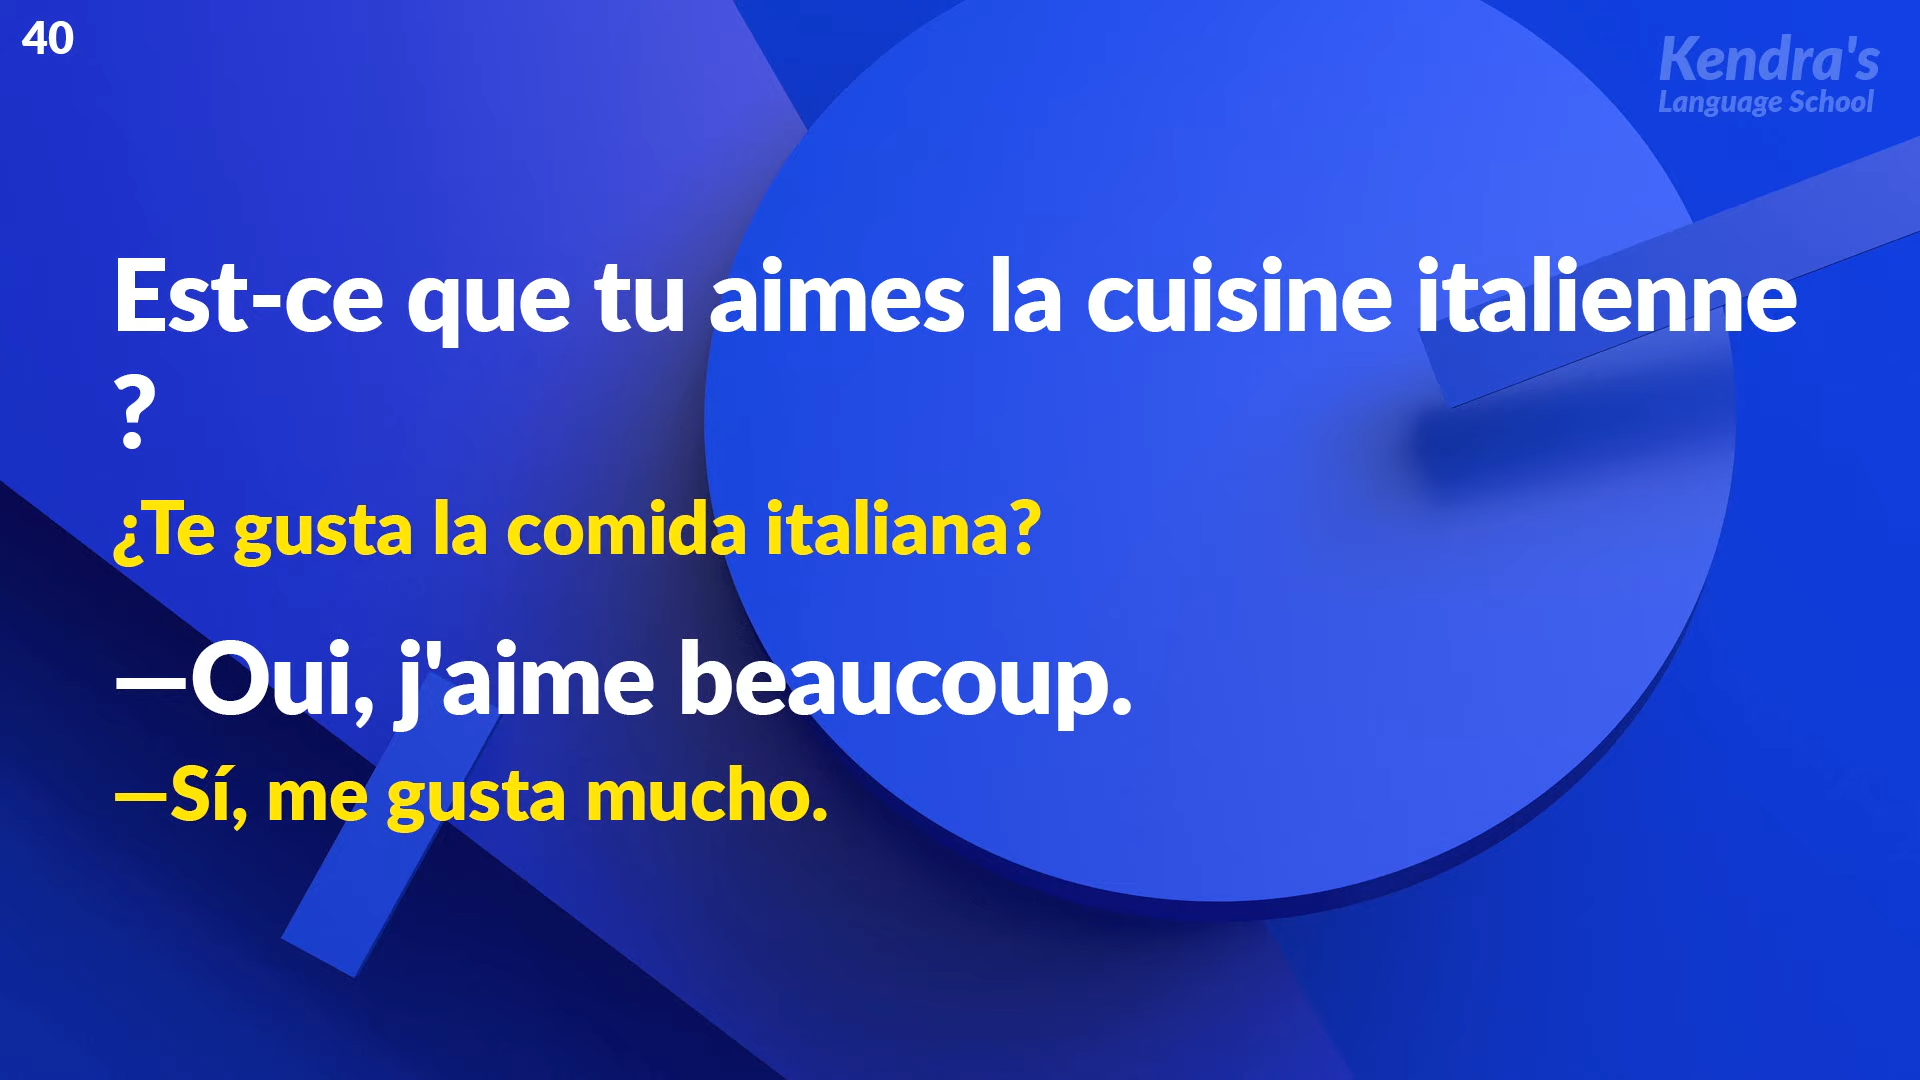 40
Kendra's
Language School
Est-ce que tu aimes la cuisine italienne
?
¿Te gusta la comida italiana?
—Oui, j'aime beaucoup.
—Sí, me gusta mucho.